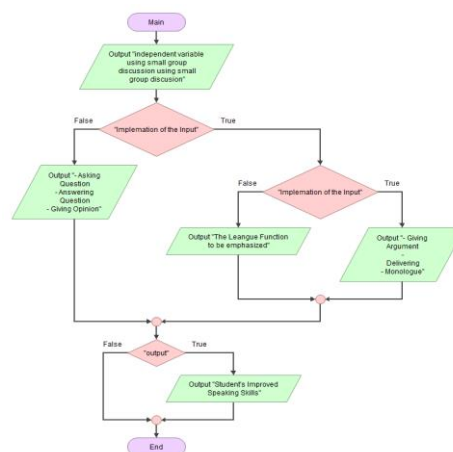 Main
Output "independent variable
using small group
discussion using small
group discusion"
False
"Implemation of the Input"
True
Output "- Asking
Question
- Answering
Question
- Giving Opinion"
False
"Implemation of the Input"
True
Output "The Leangue Function
to be emphasized"
Output "- Giving
Argument
-
Delivering
- Monologue"
False
"output"
True
Output "Student's Improved
Speaking Skills"
End